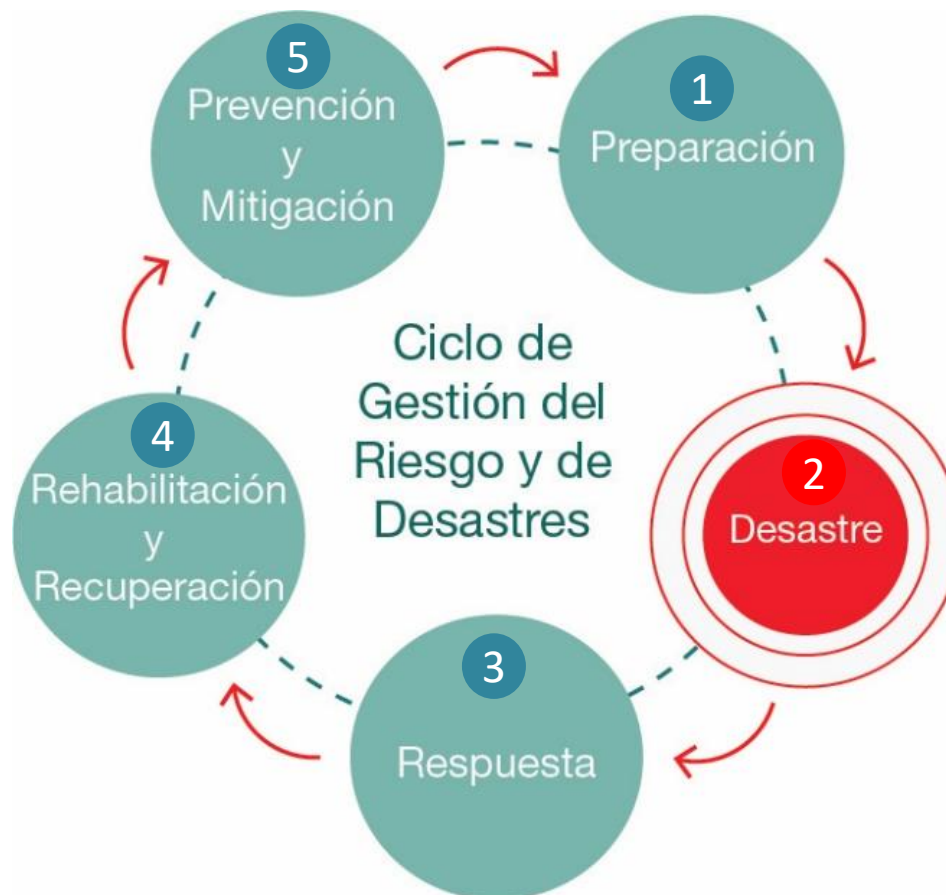 5
Prevención
y
Mitigación
1
Preparación
Ciclo de
Gestión del
Riesgo y de
Desastres
2
Desastre
3
Respuesta
4
Rehabilitación
y
Recuperación